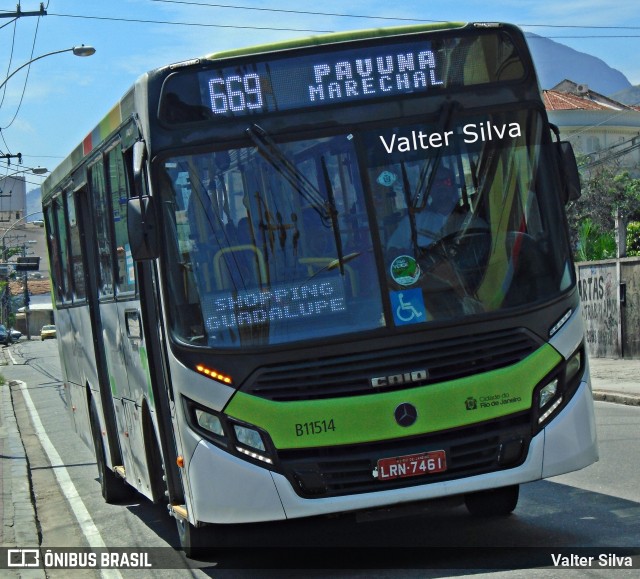 669 PAVUNA
MARECHAL
Valter Silva
SHOPPING
GUADALUPE
CAIO
Cidade do
Rio de Janeiro
B11514
LRN-7461
ARTAS
ÔNIBUS BRASIL
Valter Silva